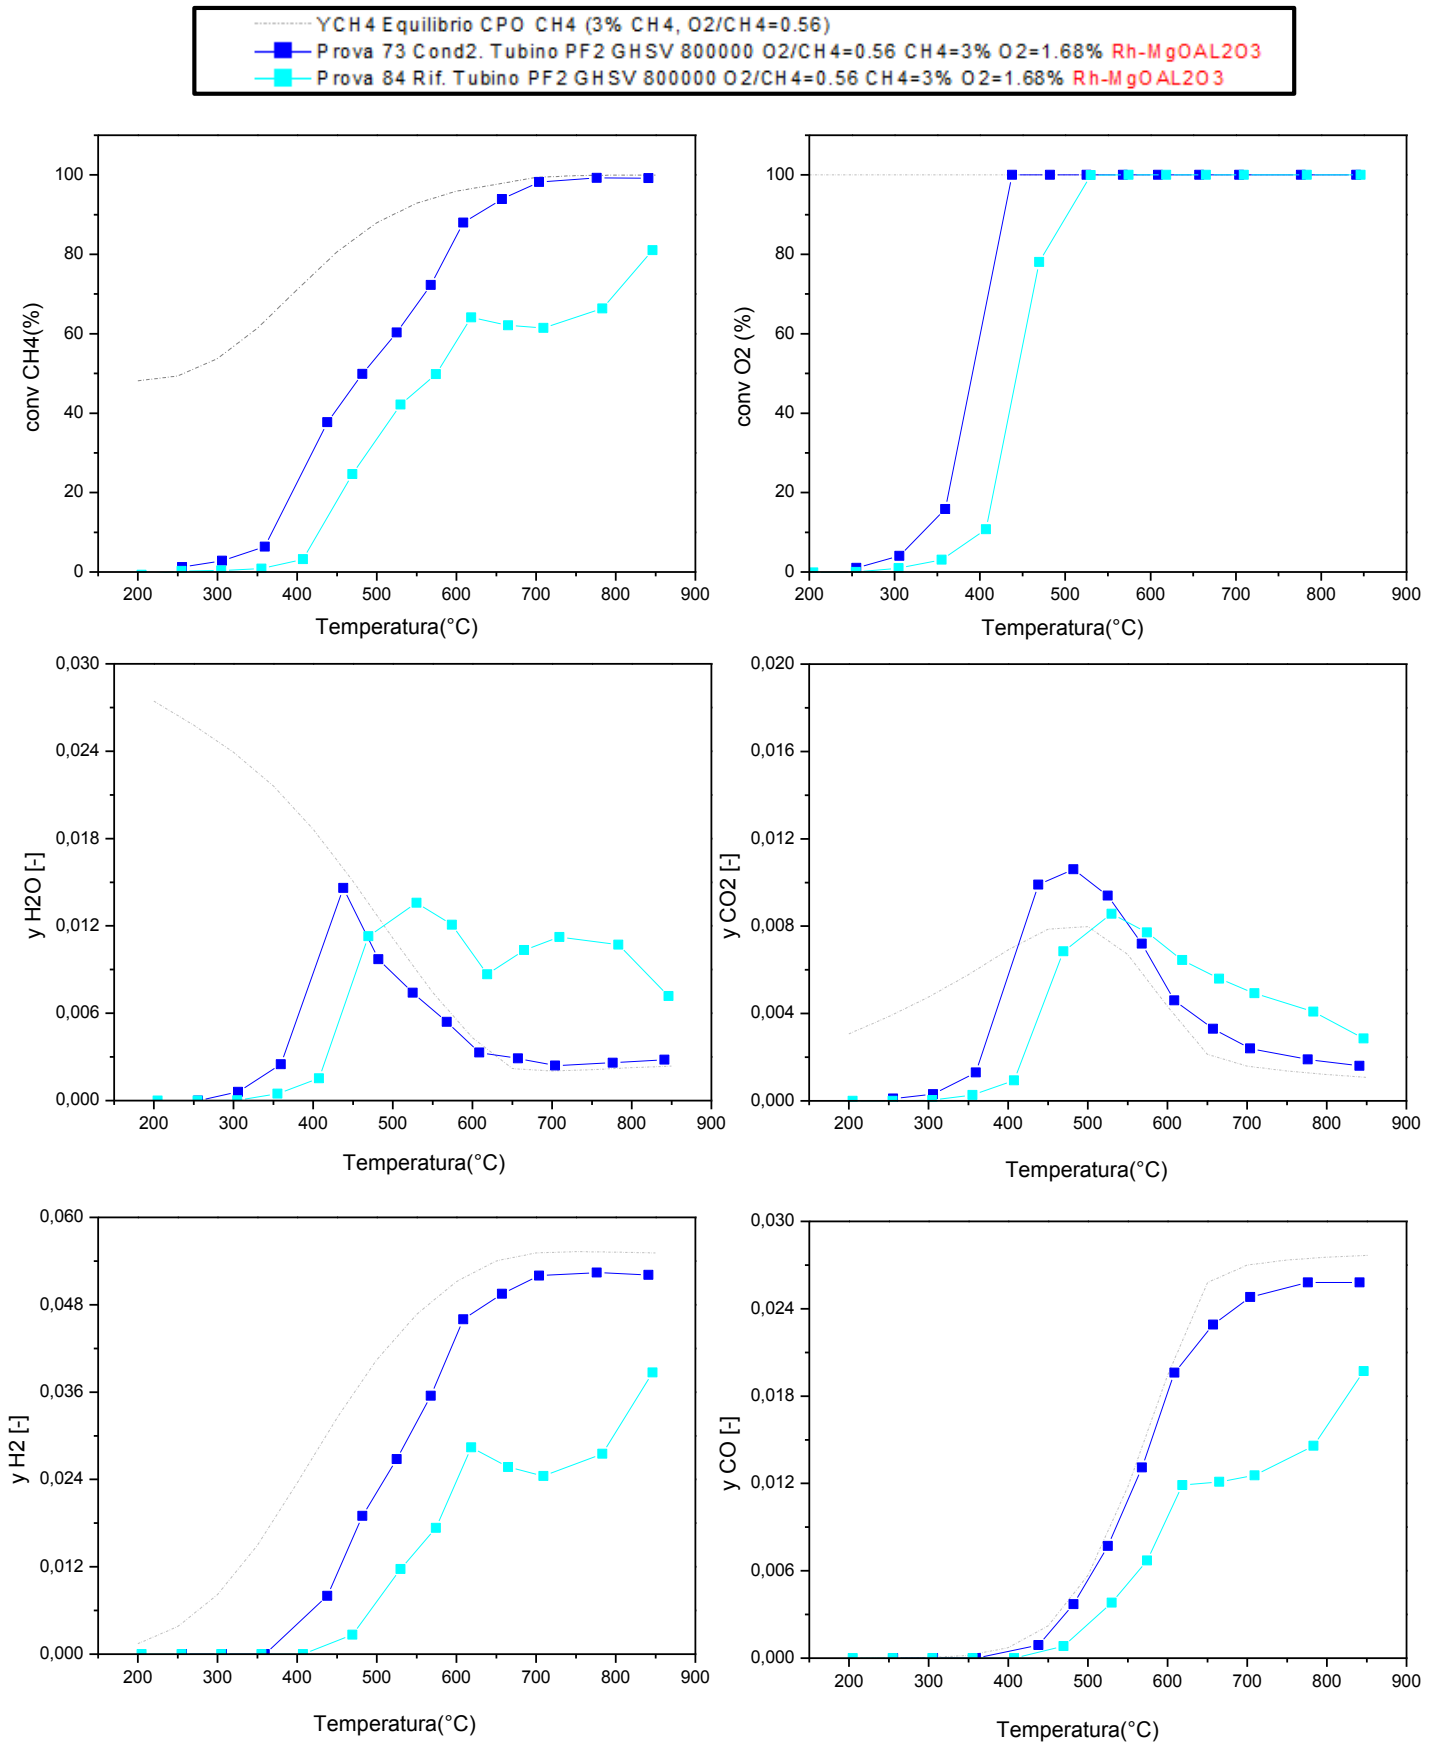 YCH4 Equilibrio CPO CH4 (3% CH4, O2/CH4=0.56)
Prova 73 Cond2. Tubino PF2 GHSV 800000 O2/CH4=0.56 CH4=3% O2=1.68% Rh-MgOAL2O3
Prova 84 Rif. Tubino PF2 GHSV 800000 O2/CH4=0.56 CH4=3% O2=1.68% Rh-MgOAL2O3
100
80
60
40
20
0
conv CH4(%)
200 300 400 500 600 700 800 900
Temperatura(°C)
100
80
60
40
20
0
conv O2 (%)
200 300 400 500 600 700 800 900
Temperatura(°C)
0,030
0,024
0,018
0,012
0,006
0,000
y H2O [-]
200 300 400 500 600 700 800 900
Temperatura(°C)
0,020
0,016
0,012
0,008
0,004
0,000
y CO2 [-]
200 300 400 500 600 700 800 900
Temperatura(°C)
0,060
0,048
0,036
0,024
0,012
0,000
y H2 [-]
200 300 400 500 600 700 800 900
Temperatura(°C)
0,030
0,024
0,018
0,012
0,006
0,000
y CO [-]
200 300 400 500 600 700 800 900
Temperatura(°C)